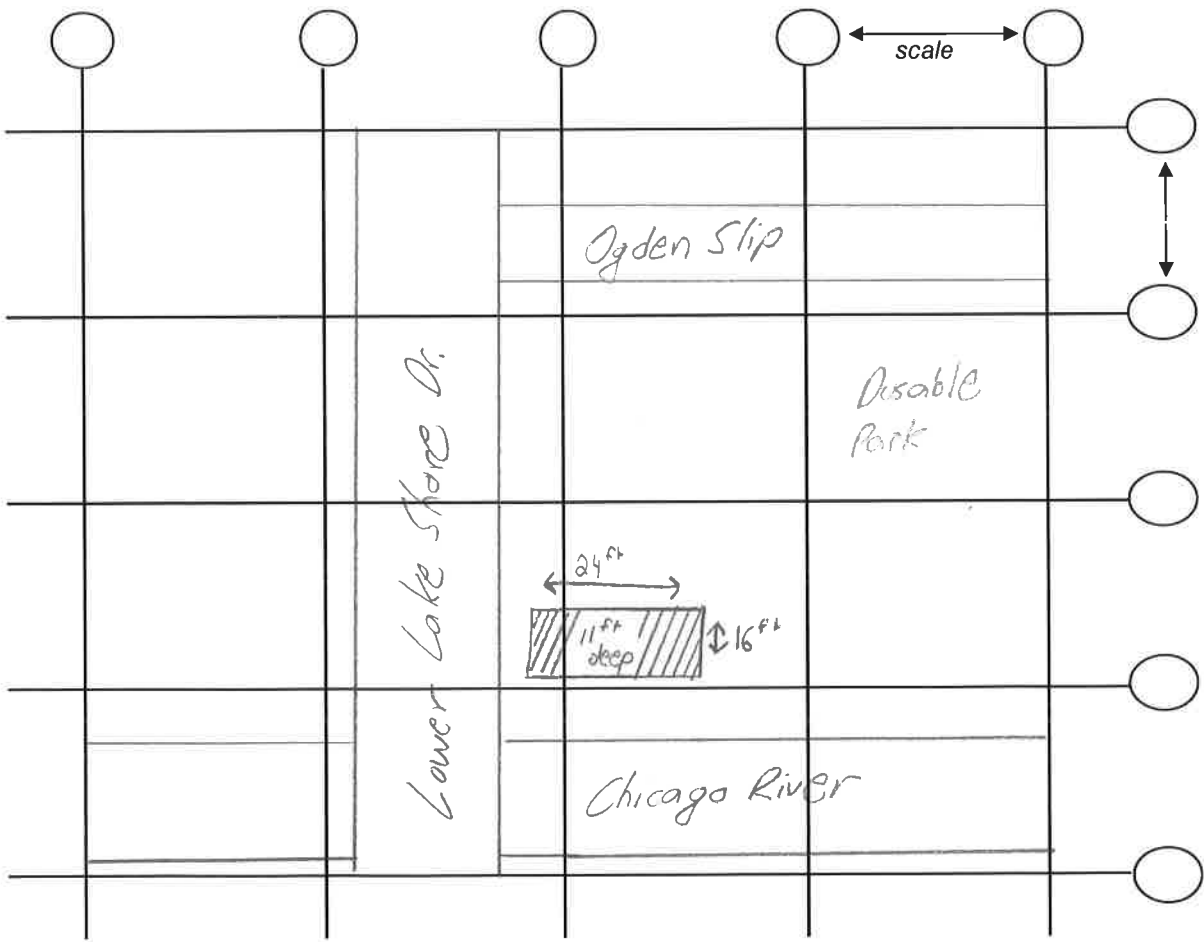 scale
Ogden Slip
Lower Lake Shore Dr.
Dusable
Park
24ft
11ft
deep
16ft
Chicago River